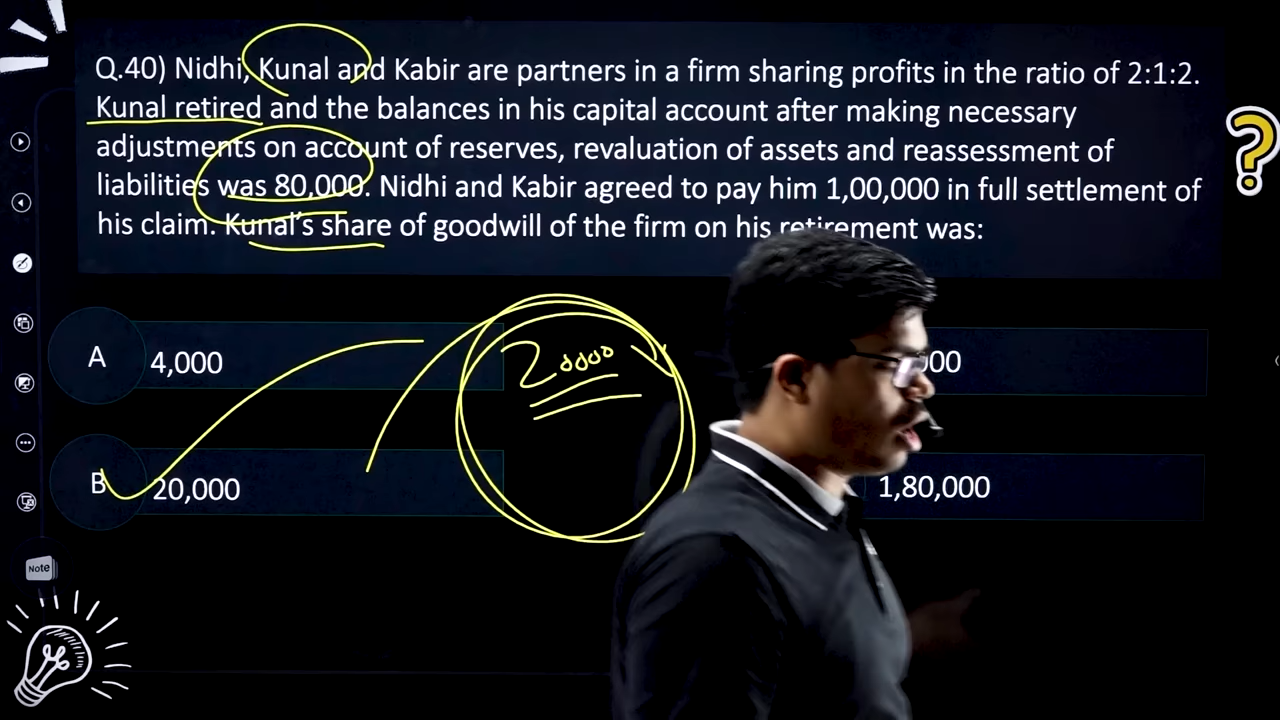 Q.40) Nidhi, Kunal and Kabir are partners in a firm sharing profits in the ratio of 2:1:2.
Kunal retired and the balances in his capital account after making necessary
adjustments on account of reserves, revaluation of assets and reassessment of
liabilities was 80,000. Nidhi and Kabir agreed to pay him 1,00,000 in full settlement of
his claim. Kunal's share of goodwill of the firm on his retirement was:
20000
A 4,000
B 20,000
1,80,000
Note